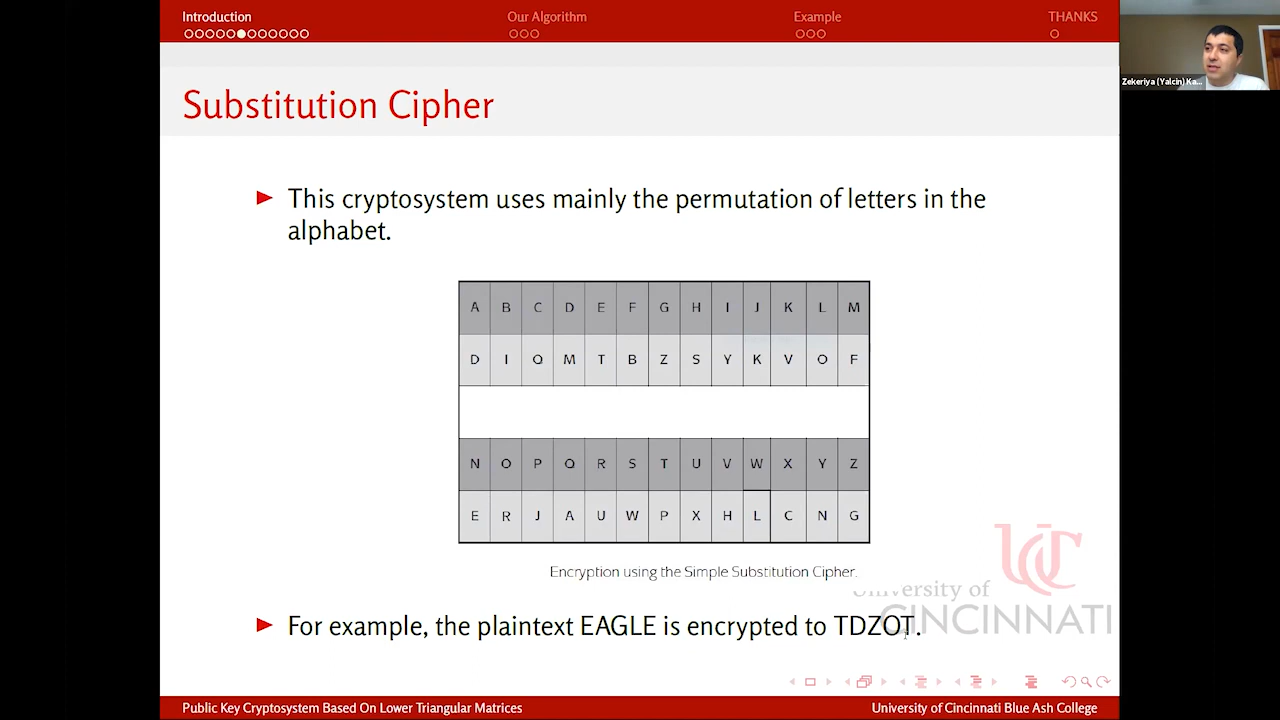 Introduction
Our Algorithm
Example
THANKS
Zekeriya (Yalcin) Ka...
Substitution Cipher
This cryptosystem uses mainly the permutation of letters in the
alphabet.
A B C D E F G H I J K L M
D I Q M T B Z S Y K V O F
N O P Q R S T U V W X Y Z
E R J A U W P X H L C N G
Encryption using the Simple Substitution Cipher.
UC
University of
CINCINNATI
For example, the plaintext EAGLE is encrypted to TDZOT.
Public Key Cryptosystem Based On Lower Triangular Matrices
University of Cincinnati Blue Ash College